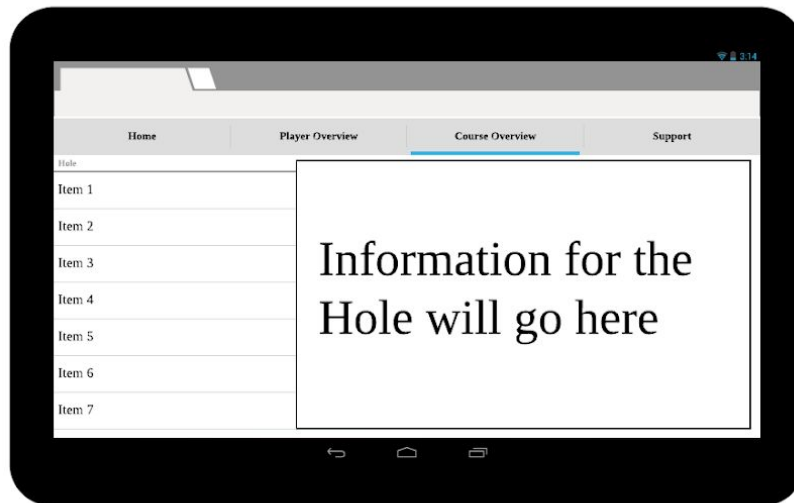 3:14
Home Player Overview Course Overview Support
Hole
Item 1
Item 2
Item 3
Item 4
Item 5
Item 6
Item 7
Information for the
Hole will go here